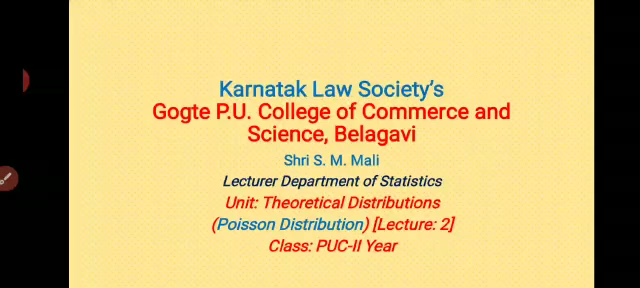 Karnatak Law Society's
Gogte P.U. College of Commerce and
Science, Belagavi
Shri S. M. Mali
Lecturer Department of Statistics
Unit: Theoretical Distributions
(Poisson Distribution) [Lecture: 2]
Class: PUC-II Year